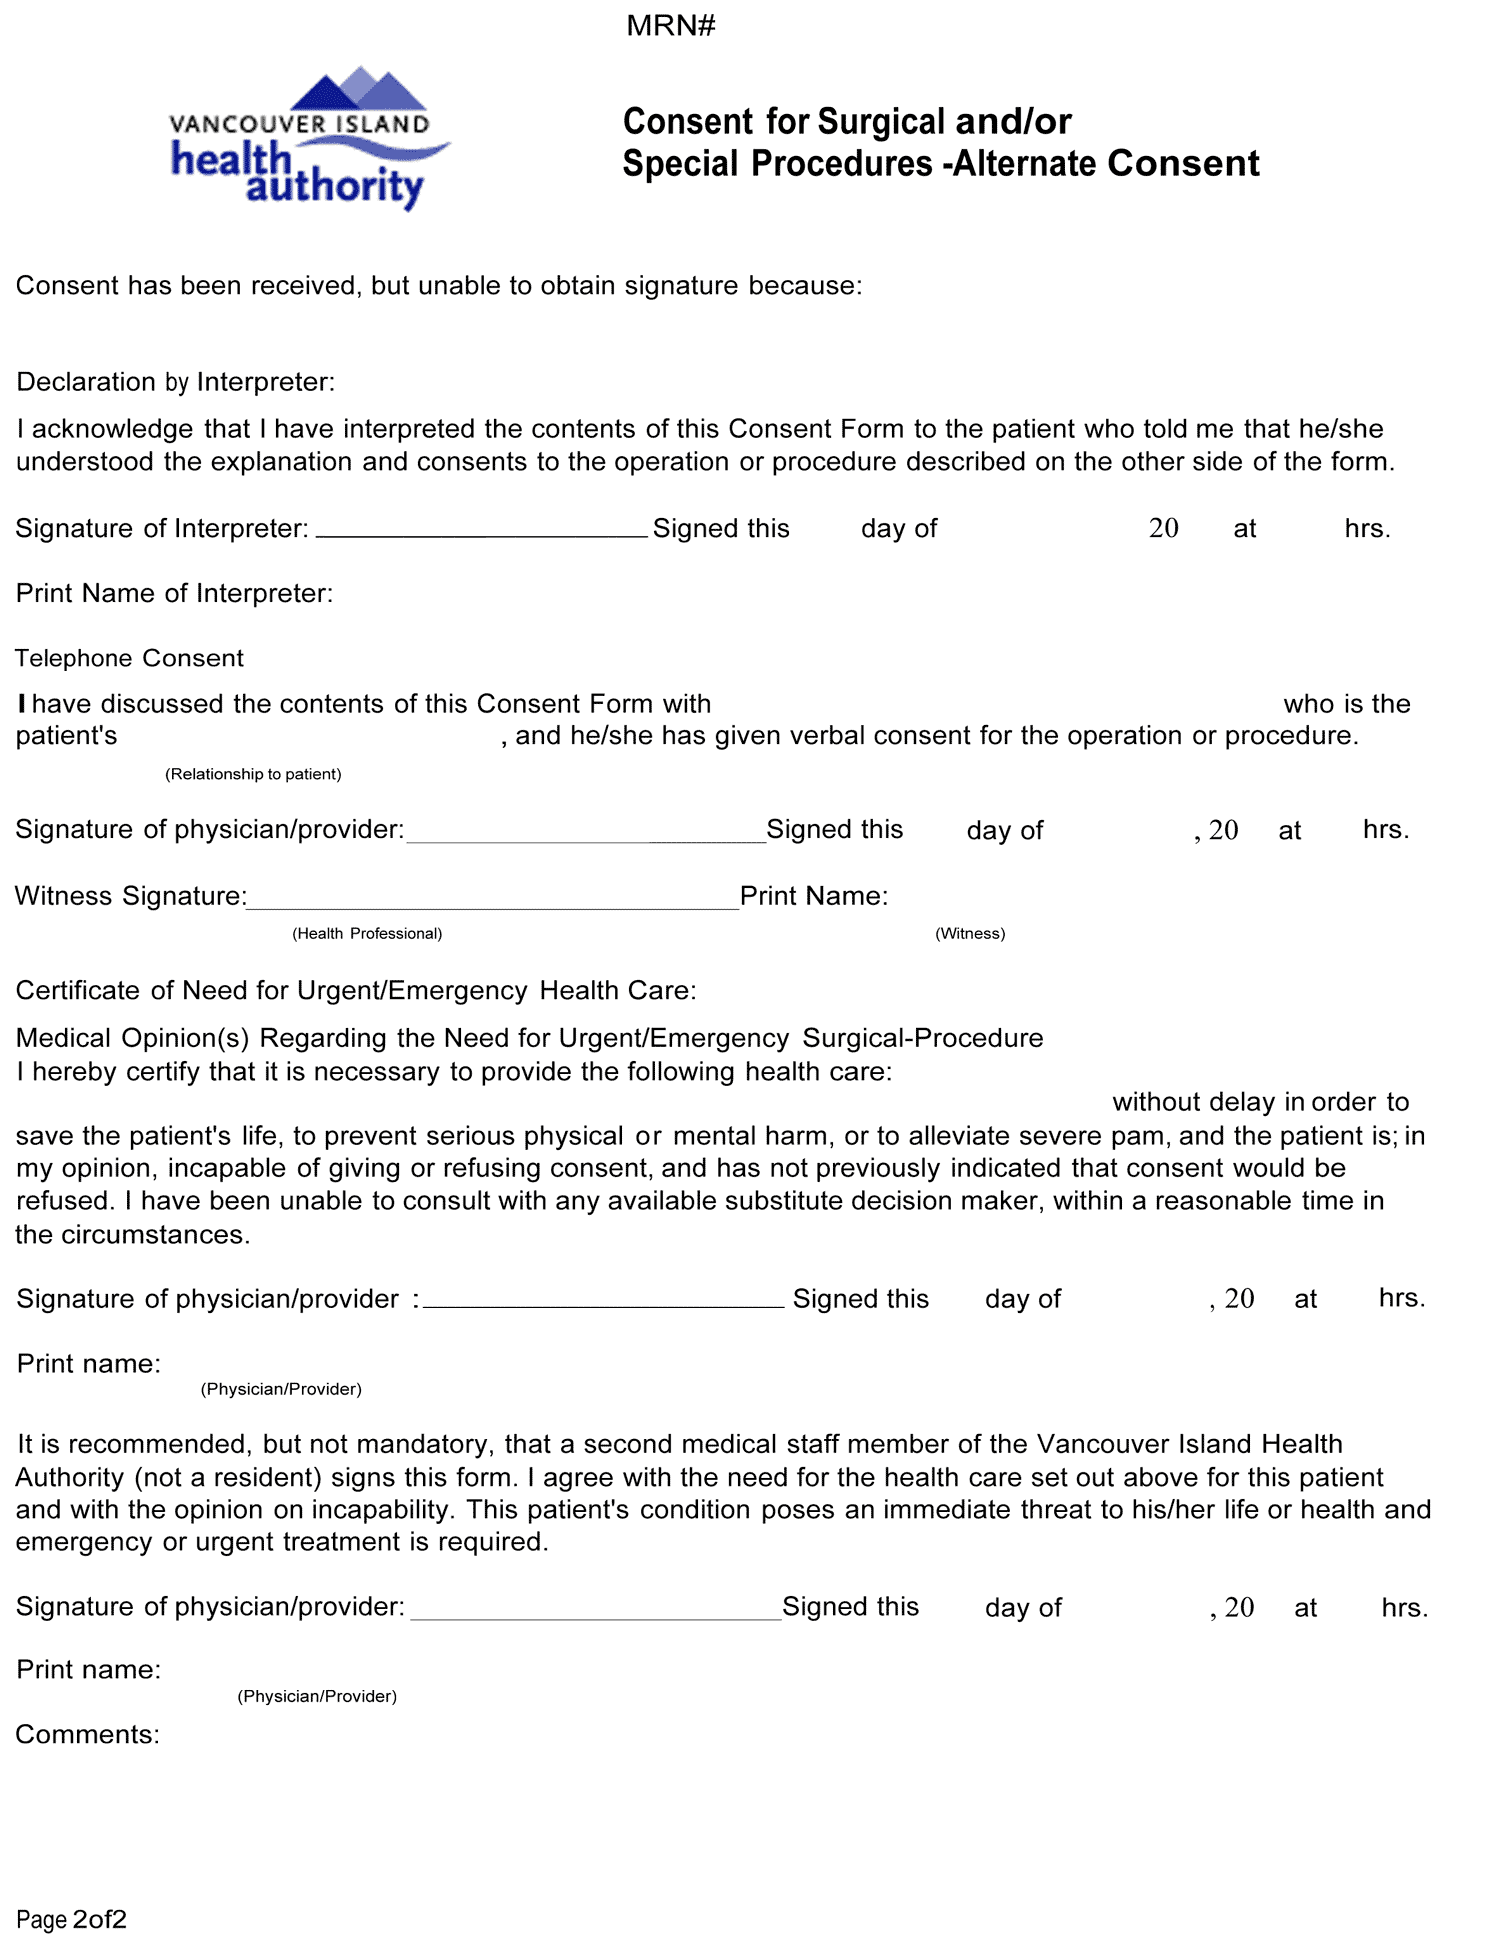 MRN#
VANCOUVER ISLAND
health
authority
Consent for Surgical and/or
Special Procedures -Alternate Consent
Consent has been received, but unable to obtain signature because:
Declaration by Interpreter:
I acknowledge that I have interpreted the contents of this Consent Form to the patient who told me that he/she
understood the explanation and consents to the operation or procedure described on the other side of the form.
Signature of Interpreter: Signed this day of 20 at hrs.
Print Name of Interpreter:
Telephone Consent
I have discussed the contents of this Consent Form with who is the
patient's , and he/she has given verbal consent for the operation or procedure.
(Relationship to patient)
Signature of physician/provider: Signed this day of , 20 at hrs.
Witness Signature: Print Name:
(Health Professional) (Witness)
Certificate of Need for Urgent/Emergency Health Care:
Medical Opinion(s) Regarding the Need for Urgent/Emergency Surgical-Procedure
I hereby certify that it is necessary to provide the following health care:
without delay in order to
save the patient's life, to prevent serious physical or mental harm, or to alleviate severe pam, and the patient is; in
my opinion, incapable of giving or refusing consent, and has not previously indicated that consent would be
refused. I have been unable to consult with any available substitute decision maker, within a reasonable time in
the circumstances.
Signature of physician/provider : Signed this day of , 20 at hrs.
Print name:
(Physician/Provider)
It is recommended, but not mandatory, that a second medical staff member of the Vancouver Island Health
Authority (not a resident) signs this form. I agree with the need for the health care set out above for this patient
and with the opinion on incapability. This patient's condition poses an immediate threat to his/her life or health and
emergency or urgent treatment is required.
Signature of physician/provider: Signed this day of , 20 at hrs.
Print name:
(Physician/Provider)
Comments:
Page 2of2